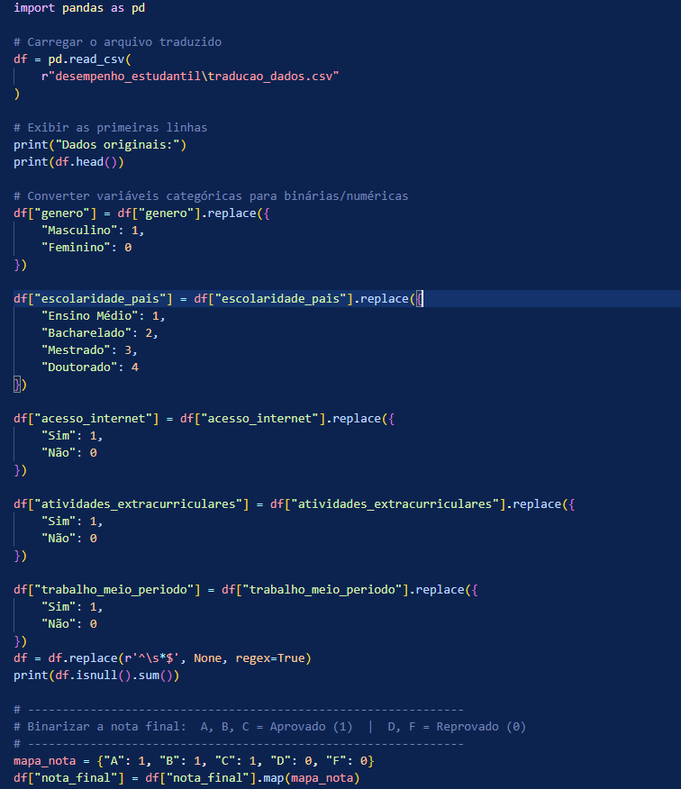 import pandas as pd
# Carregar o arquivo traduzido
df = pd.read_csv(
    r"desempenho_estudantil\traducao_dados.csv"
)
# Exibir as primeiras linhas
print("Dados originais:")
print(df.head())
# Converter variáveis categóricas para binárias/numéricas
df["genero"] = df["genero"].replace({
    "Masculino": 1,
    "Feminino": 0
})
df["escolaridade_pais"] = df["escolaridade_pais"].replace({
    "Ensino Médio": 1,
    "Bacharelado": 2,
    "Mestrado": 3,
    "Doutorado": 4
})
df["acesso_internet"] = df["acesso_internet"].replace({
    "Sim": 1,
    "Não": 0
})
df["atividades_extracurriculares"] = df["atividades_extracurriculares"].replace({
    "Sim": 1,
    "Não": 0
})
df["trabalho_meio_periodo"] = df["trabalho_meio_periodo"].replace({
    "Sim": 1,
    "Não": 0
})
df = df.replace(r'^\s*$', None, regex=True)
print(df.isnull().sum())
# ---------------------------------------------------------------
# Binarizar a nota final:  A, B, C = Aprovado (1)  |  D, F = Reprovado (0)
# ---------------------------------------------------------------
mapa_nota = {"A": 1, "B": 1, "C": 1, "D": 0, "F": 0}
df["nota_final"] = df["nota_final"].map(mapa_nota)